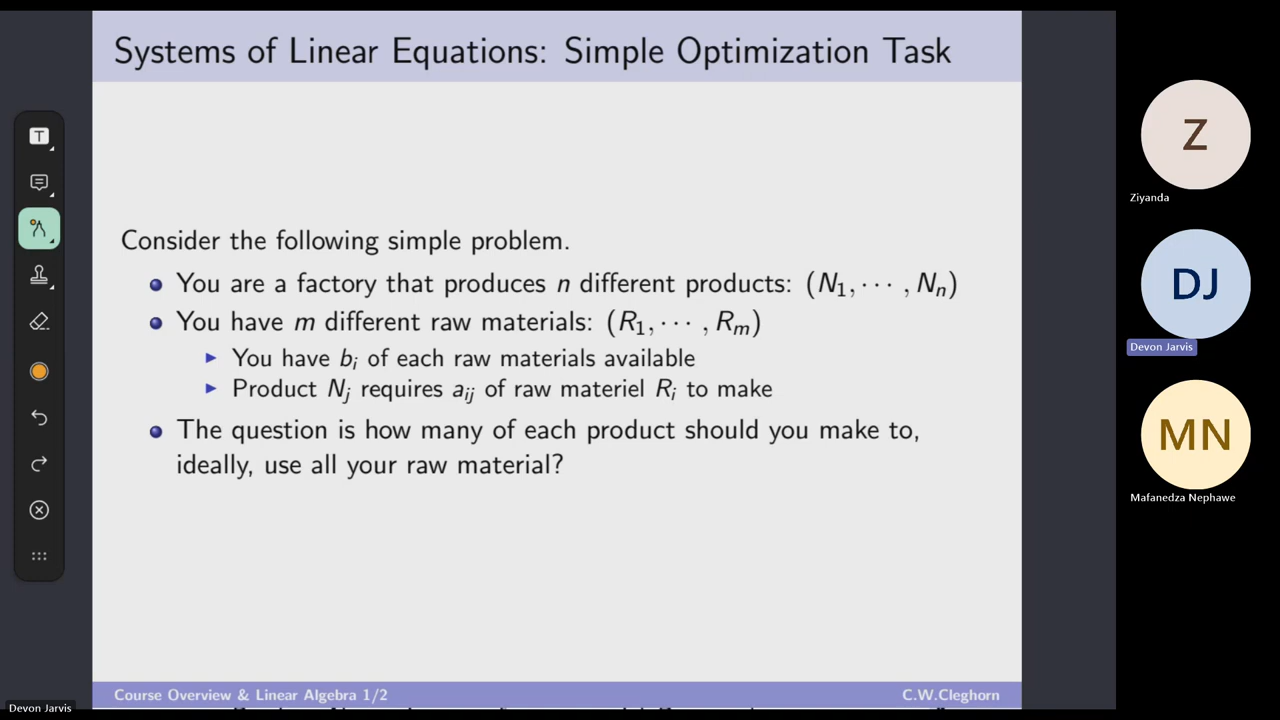 Systems of Linear Equations: Simple Optimization Task
Consider the following simple problem.
You are a factory that produces n different products: (N₁, ⋯ , Nₙ)
You have m different raw materials: (R₁, ⋯ , Rₘ)
You have bᵢ of each raw materials available
Product Nⱼ requires aᵢⱼ of raw materiel Rᵢ to make
The question is how many of each product should you make to,
ideally, use all your raw material?
Course Overview & Linear Algebra 1/2
C.W.Cleghorn
Devon Jarvis
T
Z
Ziyanda
DJ
Devon Jarvis
MN
Mafanedza Nephawe